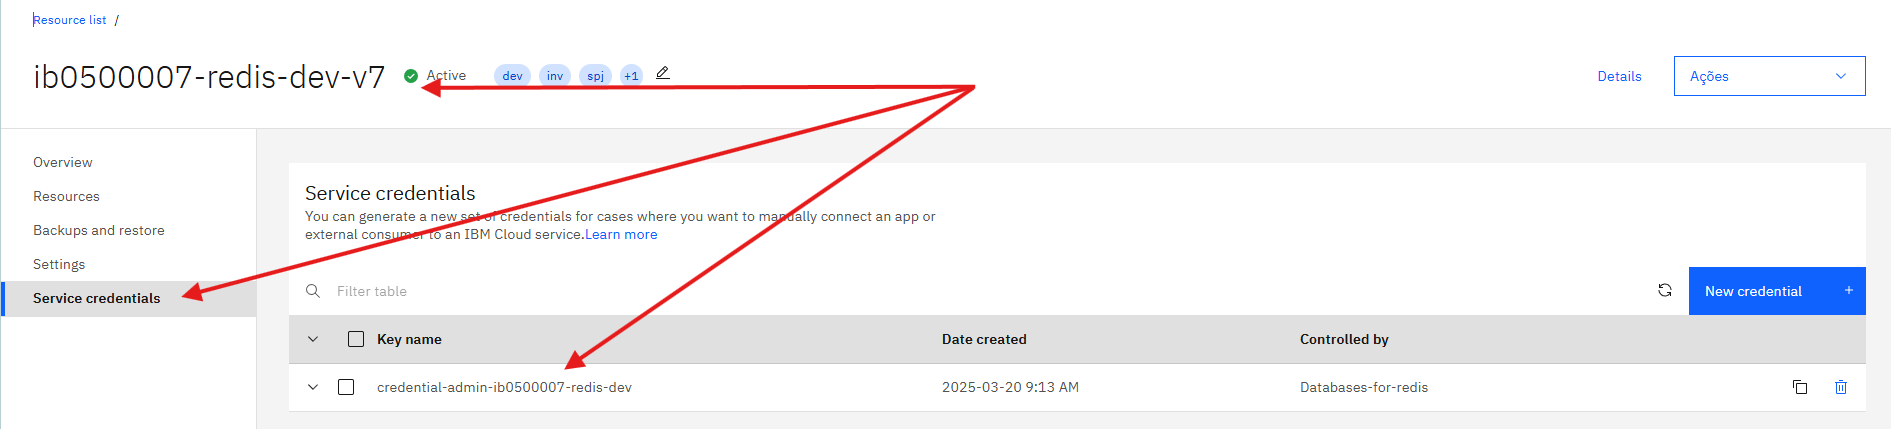 Resource list /
ib0500007-redis-dev-v7 Active dev inv spj +1 Details Ações
Overview
Resources
Backups and restore
Settings
Service credentials
Service credentials
You can generate a new set of credentials for cases where you want to manually connect an app or
external consumer to an IBM Cloud service.Learn more
Filter table New credential +
Key name Date created Controlled by
credential-admin-ib0500007-redis-dev 2025-03-20 9:13 AM Databases-for-redis